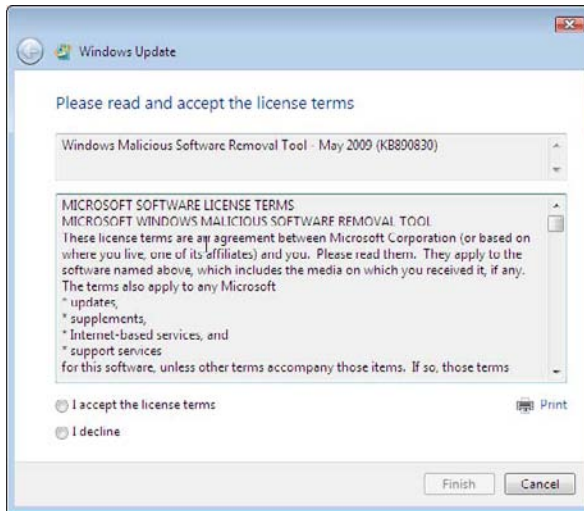 Windows Update
Please read and accept the license terms
Windows Malicious Software Removal Tool - May 2009 (KB890830)
MICROSOFT SOFTWARE LICENSE TERMS
MICROSOFT WINDOWS MALICIOUS SOFTWARE REMOVAL TOOL
These license terms are an agreement between Microsoft Corporation (or based on
where you live, one of its affiliates) and you.  Please read them.  They apply to the
software named above, which includes the media on which you received it, if any.
The terms also apply to any Microsoft
* updates,
* supplements,
* Internet-based services, and
* support services
for this software, unless other terms accompany those items.  If so, those terms
I accept the license terms
Print
I decline
Finish
Cancel